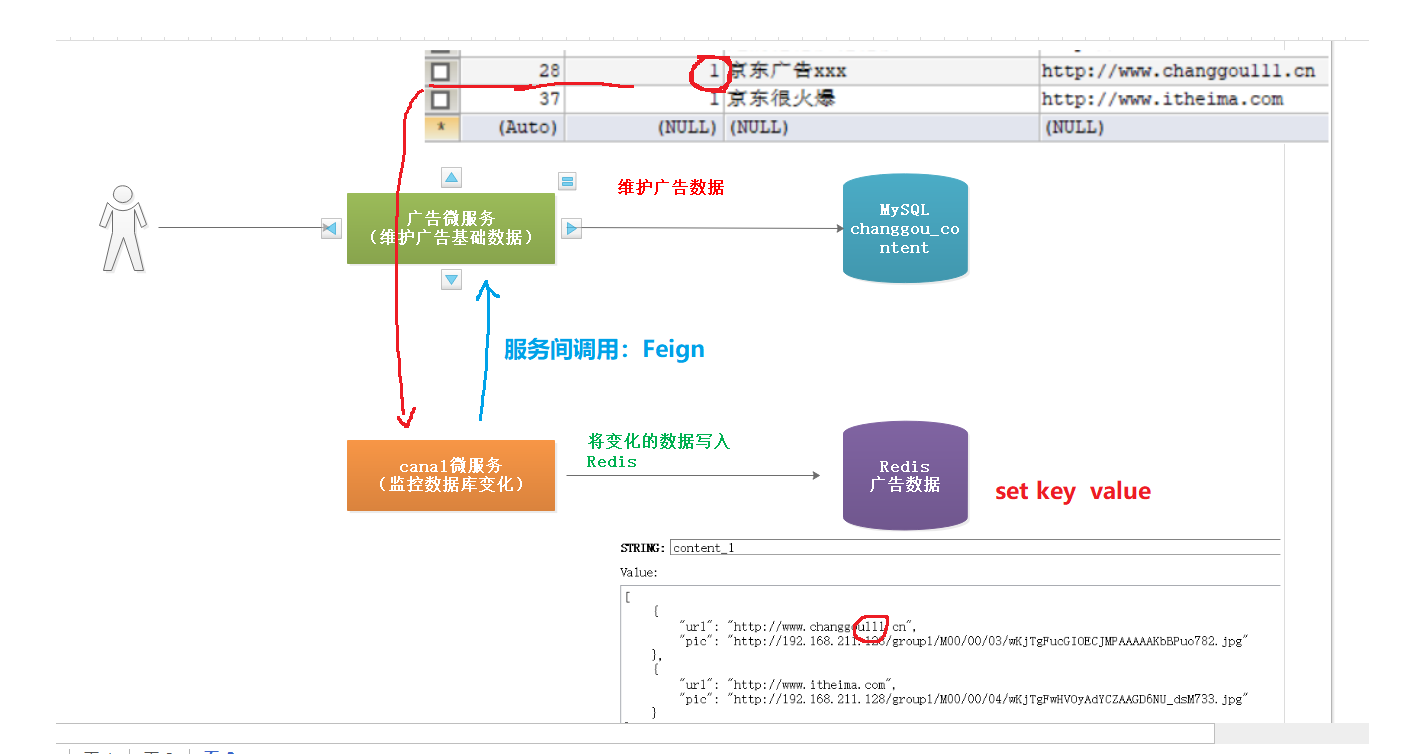 28 1 京东广告xxx http://www.changgou111.cn
37 1 京东很火爆 http://www.itheima.com
* (Auto) (NULL) (NULL) (NULL)
维护广告数据
广告微服务
（维护广告基础数据）
MySQL
changgou_co
ntent
服务间调用：Feign
将变化的数据写入
Redis
canal微服务
（监控数据库变化）
Redis
广告数据
set key value
STRING: content_1
Value:
[
{
"url": "http://www.changgou111.cn",
"pic": "http://192.168.211.128/group1/M00/00/03/wKjTgFucGIOECJMPAAAAAKbBPuo782.jpg"
},
{
"url": "http://www.itheima.com",
"pic": "http://192.168.211.128/group1/M00/00/04/wKjTgFwHVOyAdYCZAAGD6NU_dsM733.jpg"
}